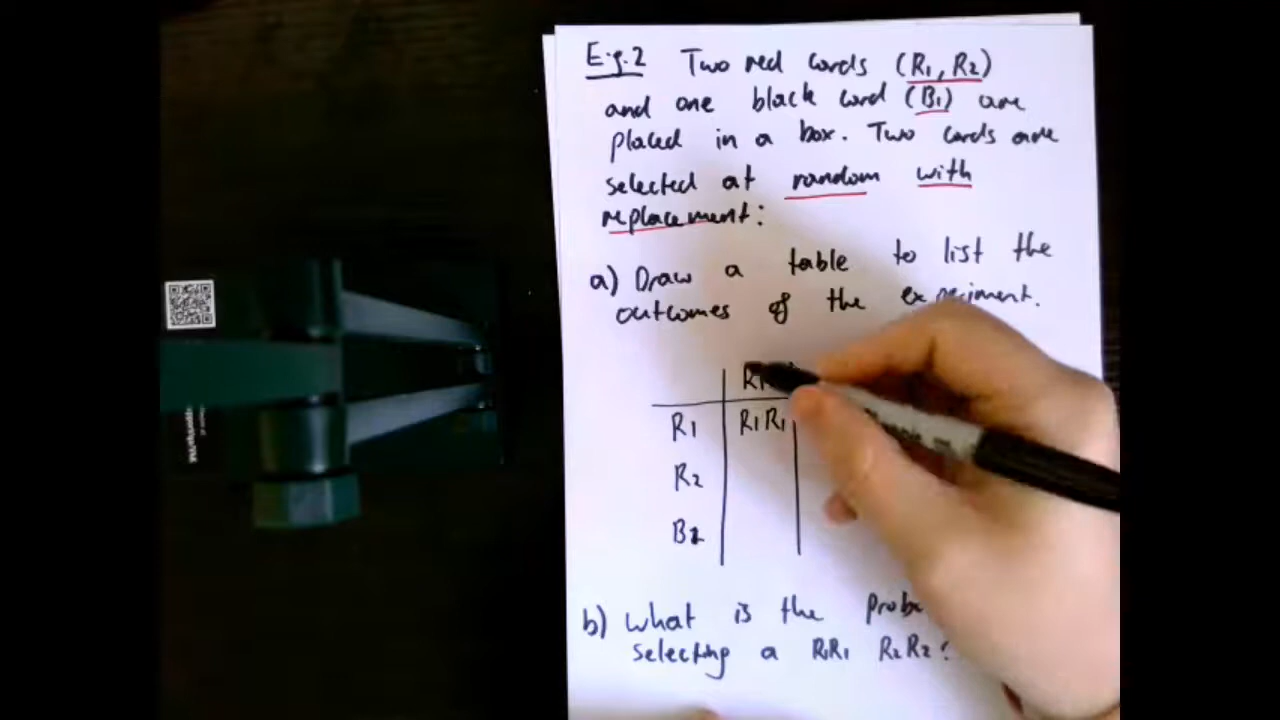 E.g.2 Two red cards (R1, R2)
and one black card (B1) are
placed in a box. Two cards are
selected at random with
replacement:
a) Draw a table to list the
outcomes of the experiment.
R1
R1 R1R1
R2
B2
b) What is the
selecting a R1R1 R2R2?